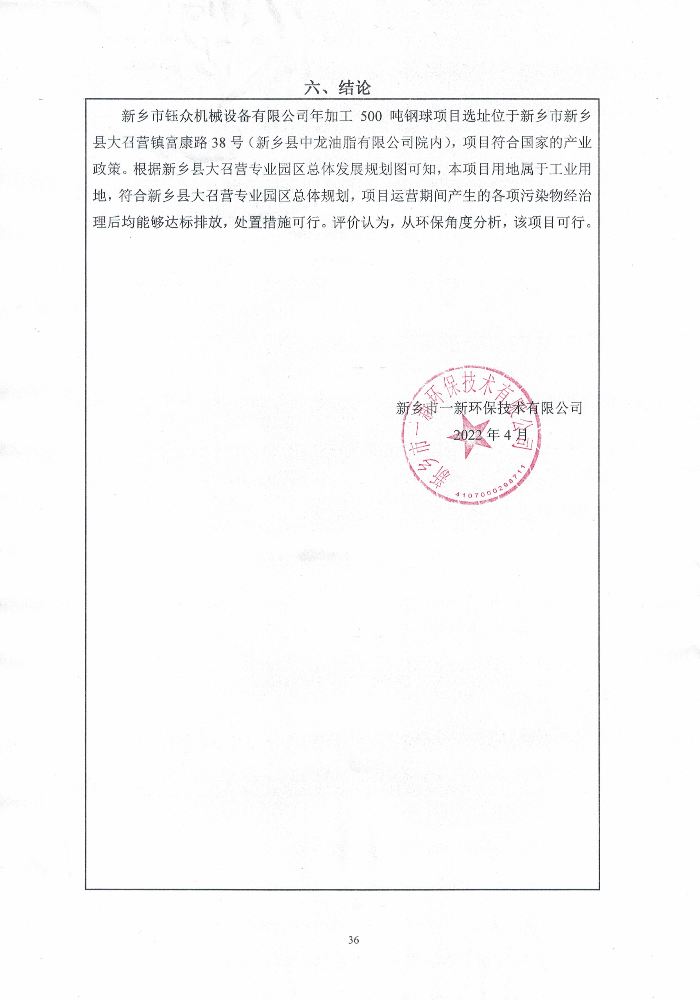 六、结论
新乡市钰众机械设备有限公司年加工 500 吨钢球项目选址位于新乡市新乡
县大召营镇富康路 38 号（新乡县中龙油脂有限公司院内），项目符合国家的产业
政策。根据新乡县大召营专业园区总体发展规划图可知，本项目用地属于工业用
地，符合新乡县大召营专业园区总体规划，项目运营期间产生的各项污染物经治
理后均能够达标排放，处置措施可行。评价认为，从环保角度分析，该项目可行。
新乡市一新环保技术有限公司
2022 年 4 月
新乡市一新环保技术有限公司
4107000298711
36